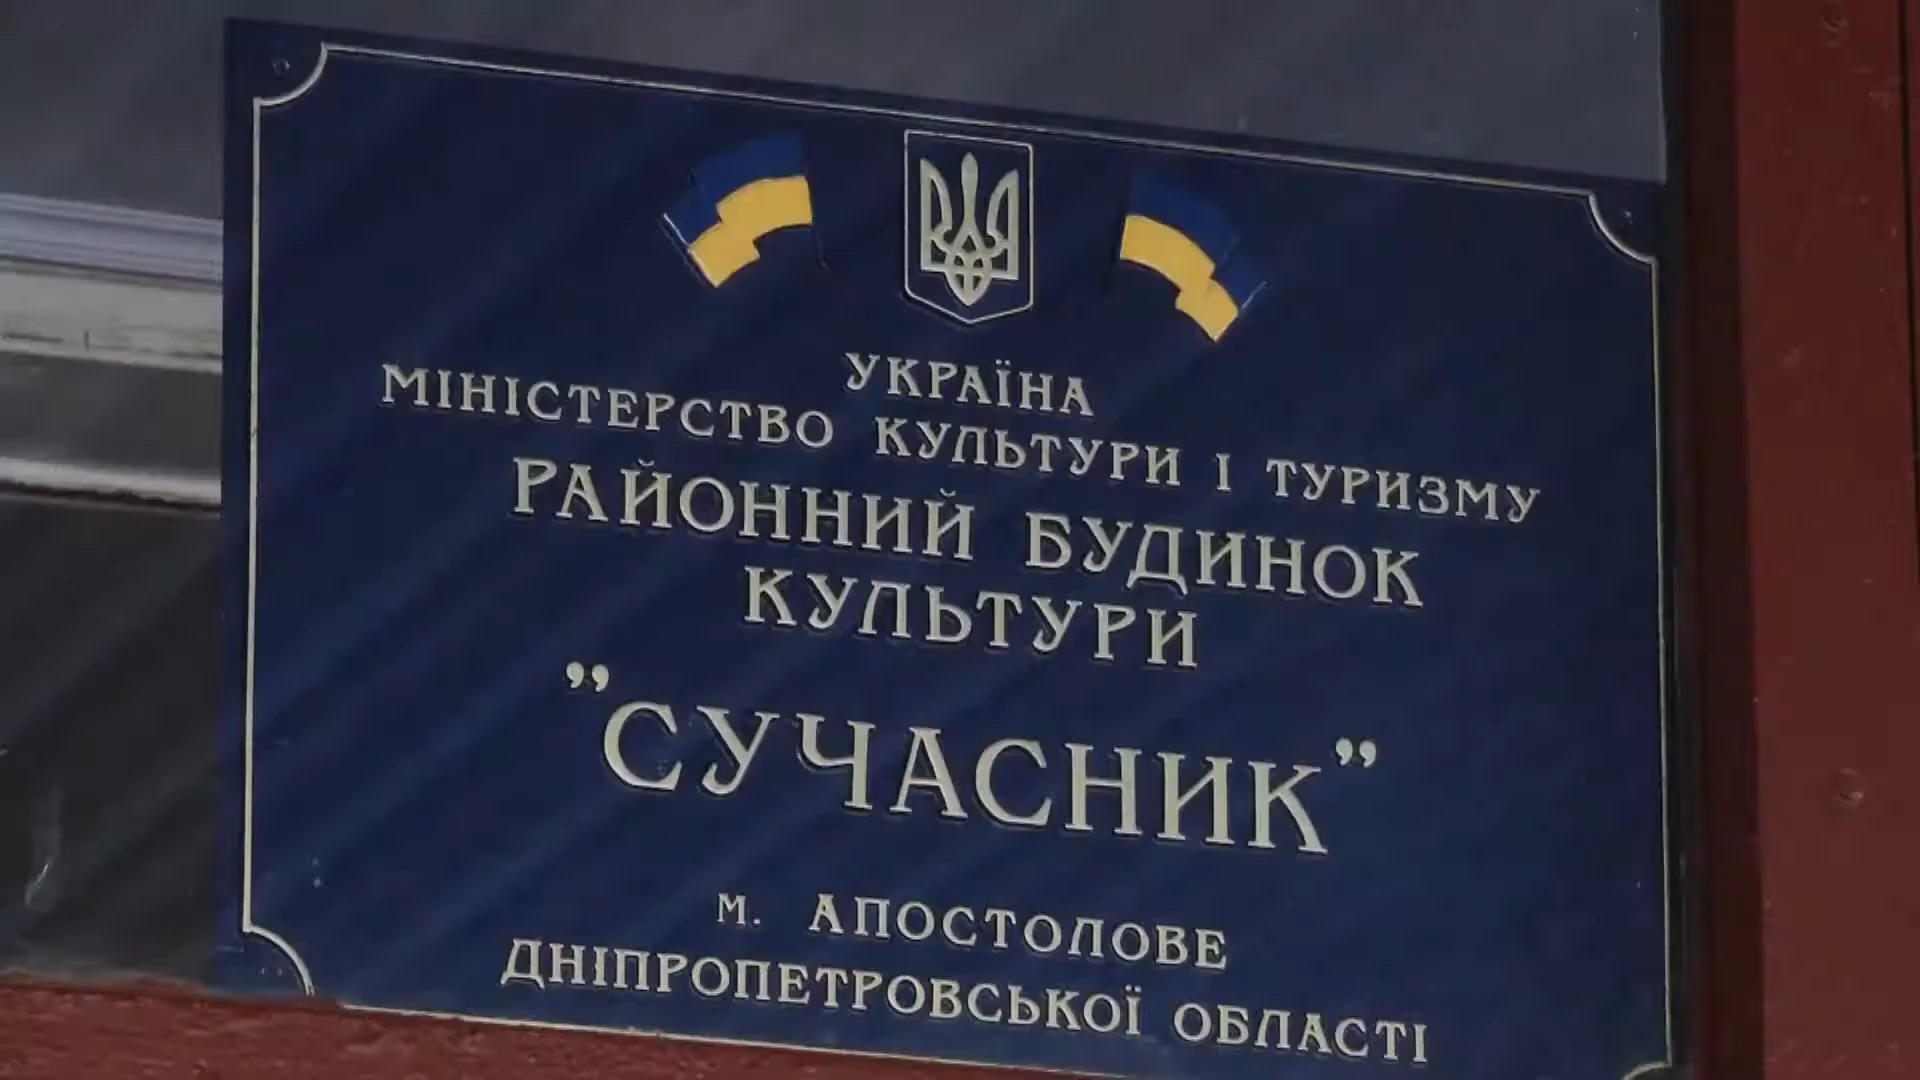 УКРАЇНА
МІНІСТЕРСТВО КУЛЬТУРИ І ТУРИЗМУ
РАЙОННИЙ БУДИНОК
КУЛЬТУРИ
”СУЧАСНИК”
м. АПОСТОЛОВЕ
ДНІПРОПЕТРОВСЬКОЇ ОБЛАСТІ